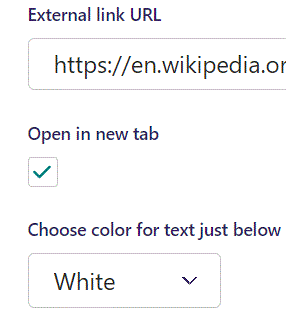 External link URL
https://en.wikipedia.or
Open in new tab
Choose color for text just below
White